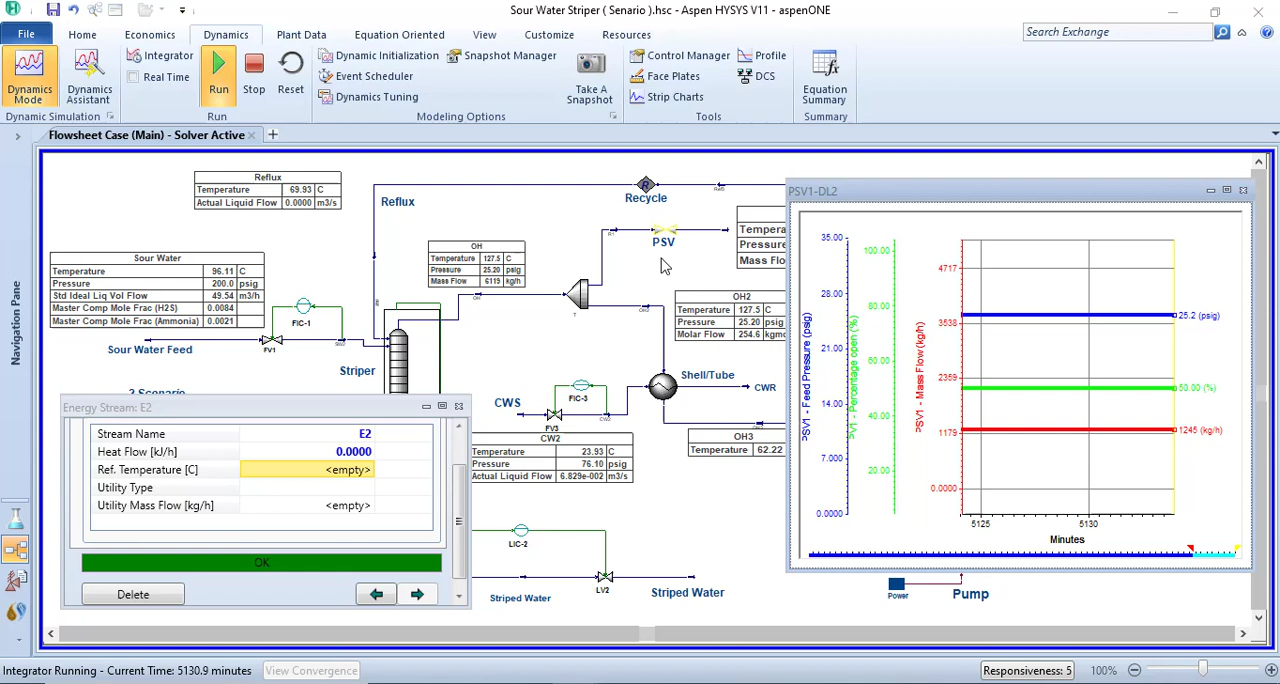 Sour Water Striper ( Senario ).hsc - Aspen HYSYS V11 - aspenONE
File Home Economics Dynamics Plant Data Equation Oriented View Customize Resources Search Exchange
Dynamics Mode
Dynamics Assistant
Dynamic Simulation
Integrator
Real Time
Run Stop Reset
Run
Dynamic Initialization
Event Scheduler
Dynamics Tuning
Snapshot Manager
Take A Snapshot
Modeling Options
Control Manager Profile
Face Plates DCS
Strip Charts
Tools
Equation Summary
Summary
Flowsheet Case (Main) - Solver Active
Navigation Pane
Reflux
Temperature 69.93 C
Actual Liquid Flow 0.0000 m3/s
Reflux
R
Recycle
PSV
Sour Water
Temperature 96.11 C
Pressure 200.0 psig
Std Ideal Liq Vol Flow 49.54 m3/h
Master Comp Mole Frac (H2S) 0.0084
Master Comp Mole Frac (Ammonia) 0.0021
FIC-1
FV1
Sour Water Feed
OH
Temperature 127.5 C
Pressure 25.20 psig
Mass Flow 6119 kg/h
Striper
OH2
Temperature 127.5 C
Pressure 25.20 psig
Molar Flow 254.6 kgmo
Shell/Tube
CWR
CWS
FIC-3
FV3
CW2
Temperature 23.93 C
Pressure 76.10 psig
Actual Liquid Flow 6.829e-002 m3/s
OH3
Temperature 62.22
LIC-2
LV2
Striped Water
Striped Water
Power
Pump
Energy Stream: E2
Stream Name E2
Heat Flow [kJ/h] 0.0000
Ref. Temperature [C] <empty>
Utility Type
Utility Mass Flow [kg/h] <empty>
OK
Delete
PSV1-DL2
PSV1 - Feed Pressure (psig)
35.00
28.00
21.00
14.00
7.000
0.0000
100.00
80.00
60.00
40.00
20.00
PSV1 - Mass Flow (kg/h)
4717
3538
2359
1179
0.0000
25.2 (psig)
50.00 (%)
1245 (kg/h)
5125 5130
Minutes
Integrator Running - Current Time: 5130.9 minutes View Convergence Responsiveness: 5 100%